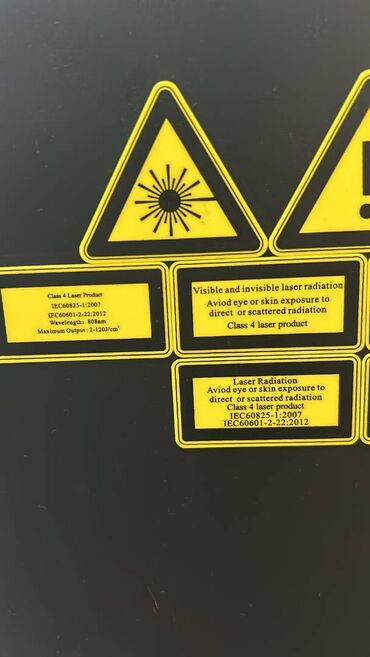 Class 4 Laser Product
IEC60825-1:2007
IEC60601-2-22:2012
Wavelength: 808nm
Maximum Output : 2-120J/cm²
Visible and invisible laser radiation
Aviod eye or skin exposure to
direct or scattered radiation
Class 4 laser product
Laser Radiation
Aviod eye or skin exposure to
direct or scattered radiation
Class 4 laser product
IEC60825-1:2007
IEC60601-2-22:2012